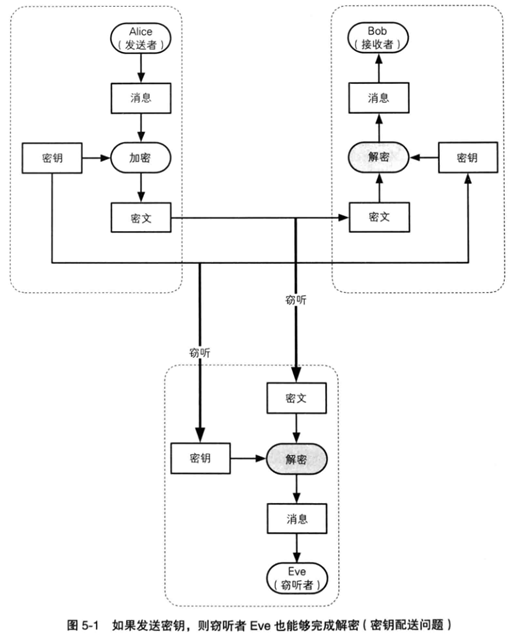 Alice
（发送者）
消息
密钥
加密
密文
Bob
（接收者）
消息
解密
密钥
密文
窃听
窃听
密文
密钥
解密
消息
Eve
（窃听者）
图 5-1 如果发送密钥，则窃听者 Eve 也能够完成解密（密钥配送问题）